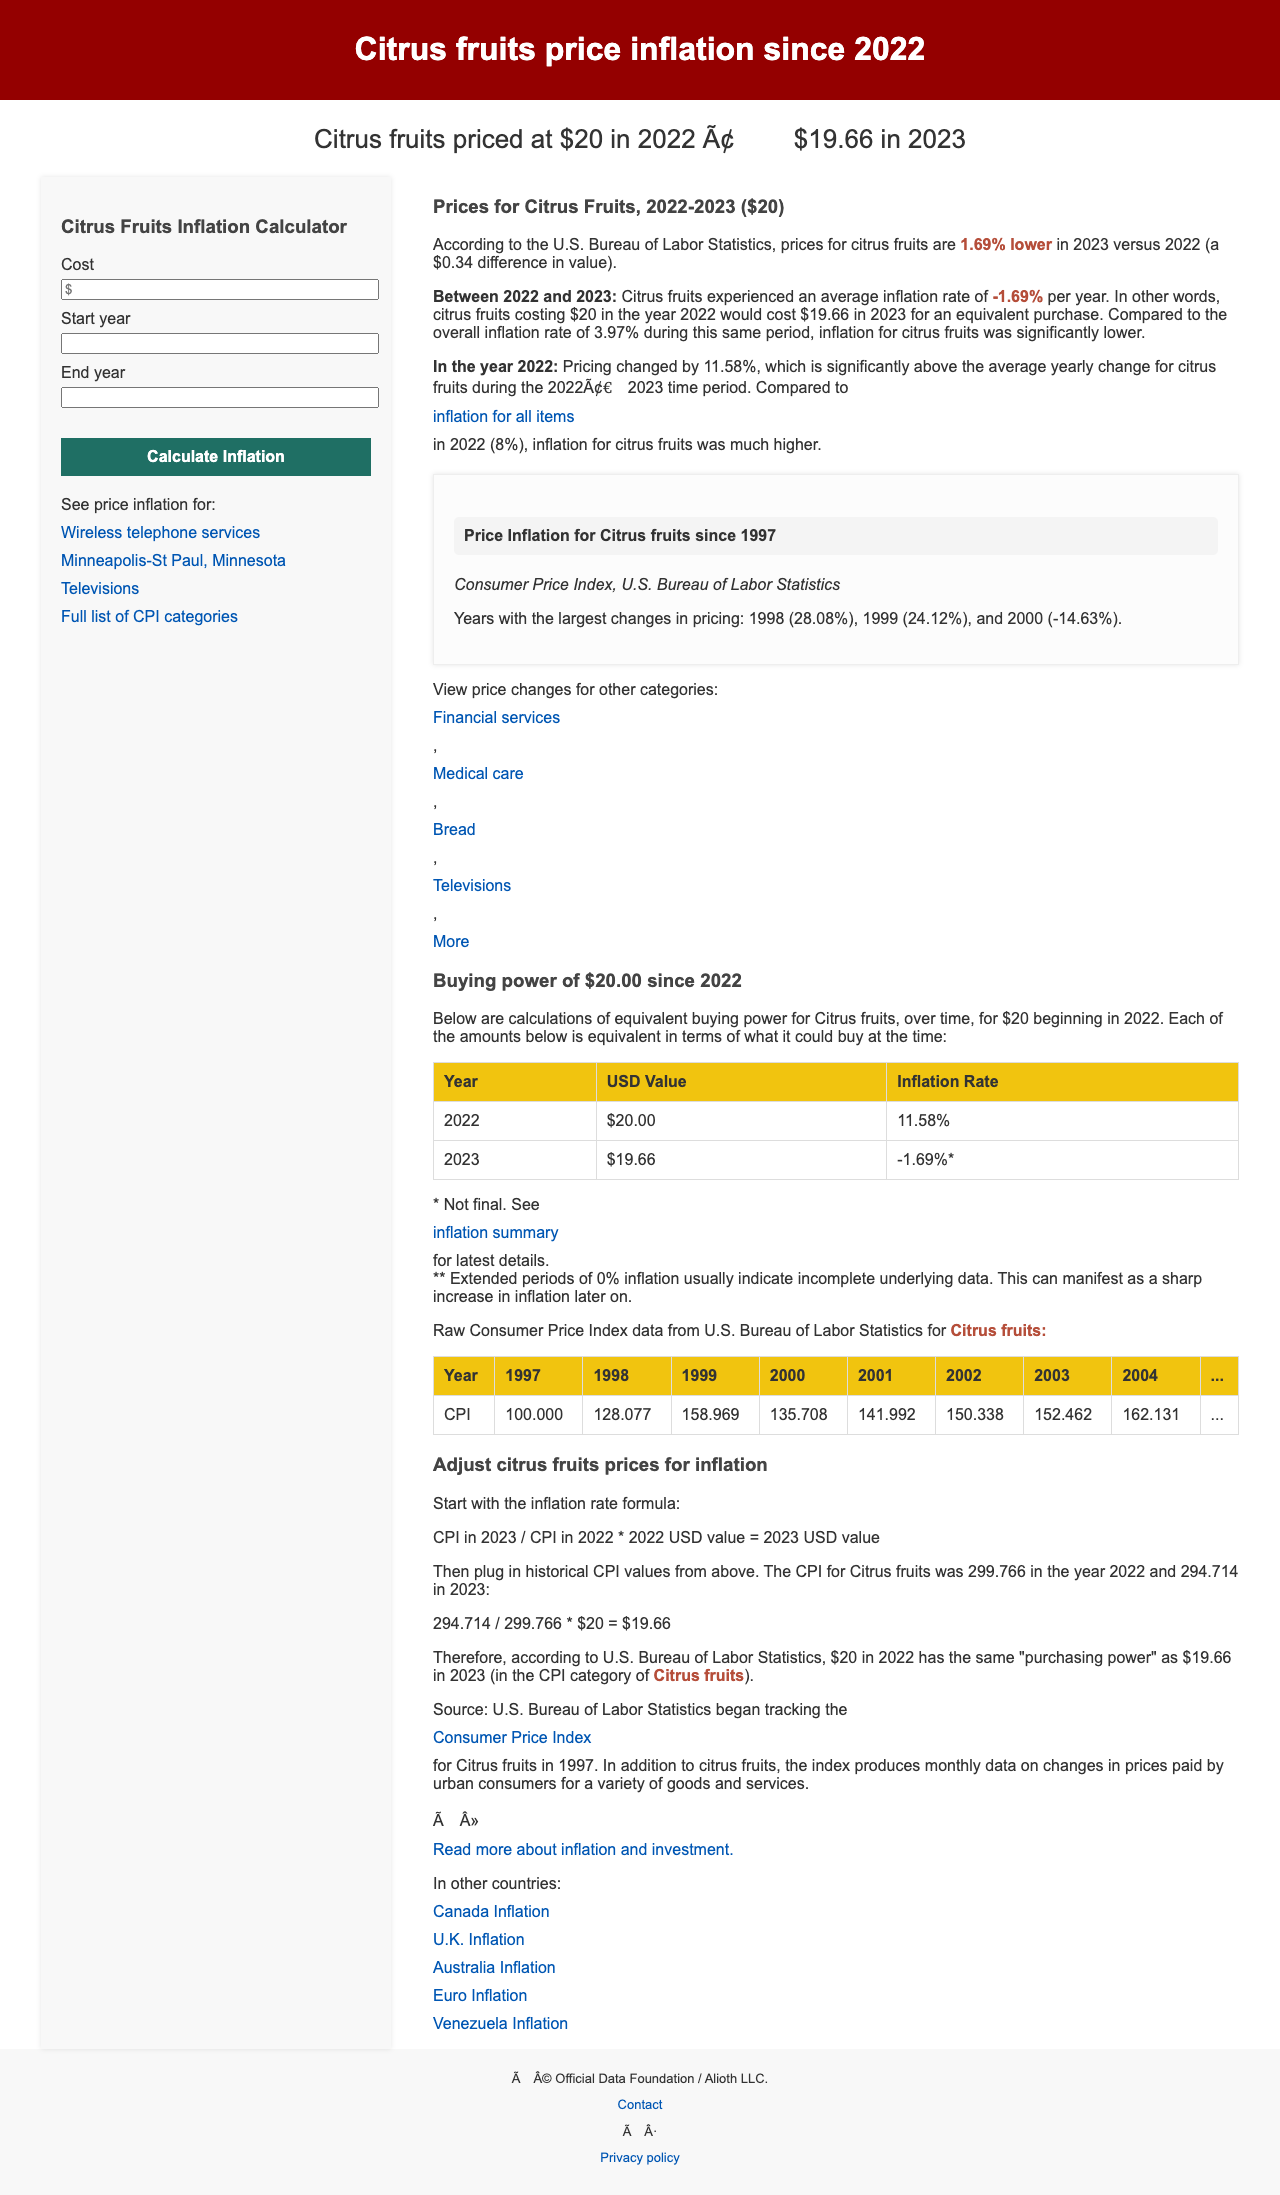 Citrus fruits price inflation since 2022
Citrus fruits priced at $20 in 2022 Ã¢ $19.66 in 2023
Citrus Fruits Inflation Calculator
Cost
$
Start year
End year
Calculate Inflation
See price inflation for:
Wireless telephone services
Minneapolis-St Paul, Minnesota
Televisions
Full list of CPI categories
Prices for Citrus Fruits, 2022-2023 ($20)
According to the U.S. Bureau of Labor Statistics, prices for citrus fruits are 1.69% lower in 2023 versus 2022 (a
$0.34 difference in value).
Between 2022 and 2023: Citrus fruits experienced an average inflation rate of -1.69% per year. In other words,
citrus fruits costing $20 in the year 2022 would cost $19.66 in 2023 for an equivalent purchase. Compared to the
overall inflation rate of 3.97% during this same period, inflation for citrus fruits was significantly lower.
In the year 2022: Pricing changed by 11.58%, which is significantly above the average yearly change for citrus
fruits during the 2022Ã¢€ 2023 time period. Compared to
inflation for all items
in 2022 (8%), inflation for citrus fruits was much higher.
Price Inflation for Citrus fruits since 1997
Consumer Price Index, U.S. Bureau of Labor Statistics
Years with the largest changes in pricing: 1998 (28.08%), 1999 (24.12%), and 2000 (-14.63%).
View price changes for other categories:
Financial services
,
Medical care
,
Bread
,
Televisions
,
More
Buying power of $20.00 since 2022
Below are calculations of equivalent buying power for Citrus fruits, over time, for $20 beginning in 2022. Each of
the amounts below is equivalent in terms of what it could buy at the time:
Year USD Value Inflation Rate
2022 $20.00 11.58%
2023 $19.66 -1.69%*
* Not final. See
inflation summary
for latest details.
** Extended periods of 0% inflation usually indicate incomplete underlying data. This can manifest as a sharp
increase in inflation later on.
Raw Consumer Price Index data from U.S. Bureau of Labor Statistics for Citrus fruits:
Year 1997 1998 1999 2000 2001 2002 2003 2004 ...
CPI 100.000 128.077 158.969 135.708 141.992 150.338 152.462 162.131 ...
Adjust citrus fruits prices for inflation
Start with the inflation rate formula:
CPI in 2023 / CPI in 2022 * 2022 USD value = 2023 USD value
Then plug in historical CPI values from above. The CPI for Citrus fruits was 299.766 in the year 2022 and 294.714
in 2023:
294.714 / 299.766 * $20 = $19.66
Therefore, according to U.S. Bureau of Labor Statistics, $20 in 2022 has the same "purchasing power" as $19.66
in 2023 (in the CPI category of Citrus fruits).
Source: U.S. Bureau of Labor Statistics began tracking the
Consumer Price Index
for Citrus fruits in 1997. In addition to citrus fruits, the index produces monthly data on changes in prices paid by
urban consumers for a variety of goods and services.
Ã Â»
Read more about inflation and investment.
In other countries:
Canada Inflation
U.K. Inflation
Australia Inflation
Euro Inflation
Venezuela Inflation
Ã Â© Official Data Foundation / Alioth LLC.
Contact
Ã Â·
Privacy policy